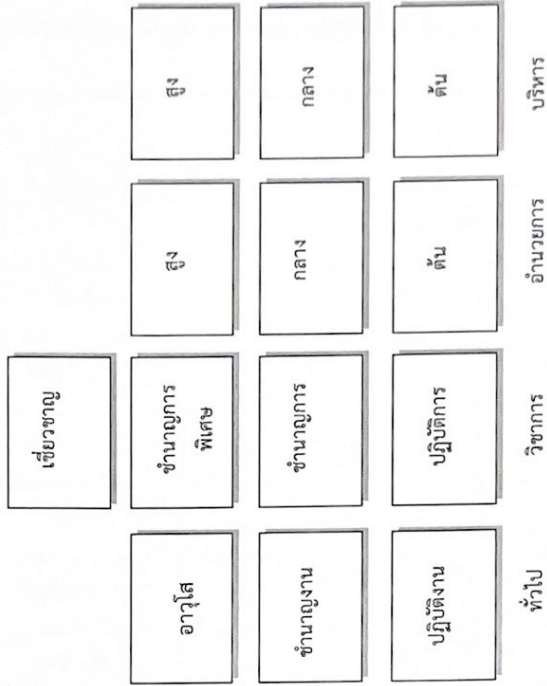 เชี่ยวชาญ
อาวุโส
ชำนาญการ
พิเศษ
สูง
สูง
ชำนาญงาน
ชำนาญการ
กลาง
กลาง
ปฏิบัติงาน
ปฏิบัติการ
ต้น
ต้น
ทั่วไป
วิชาการ
อำนวยการ
บริหาร